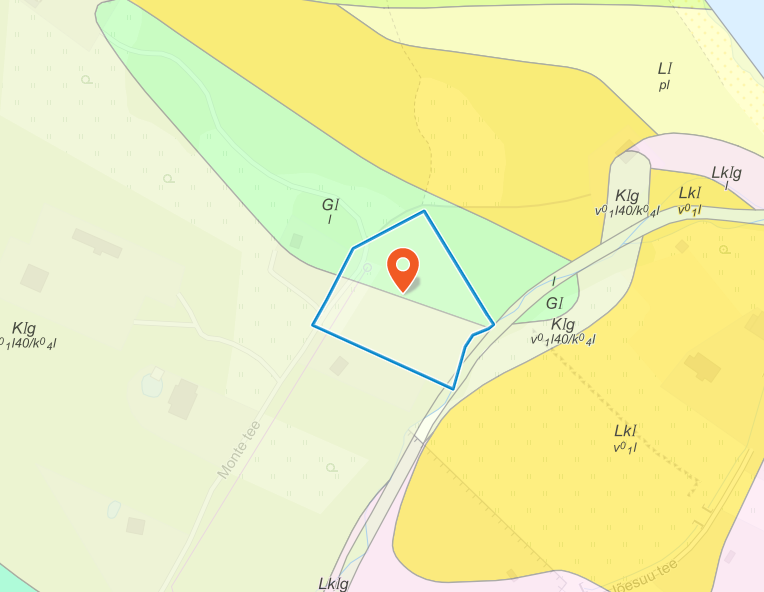 Ll
pl
Lklg
l
Klg
v⁰₁l40/k⁰₄l
Lkl
v⁰₁l
Gl
l
l
Gl
Klg
v⁰₁l40/k⁰₄l
Klg
⁰₁l40/k⁰₄l
Lkl
v⁰₁l
Monte tee
Lklg
Jõesuu tee